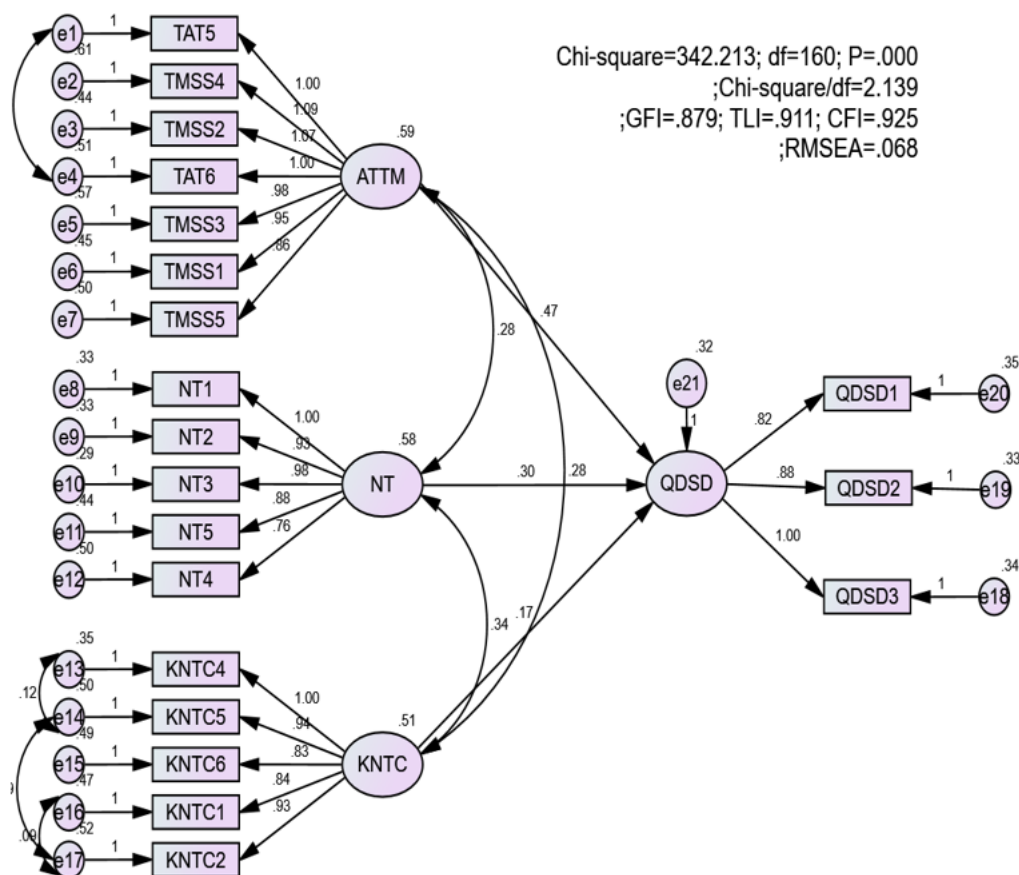 Chi-square=342.213; df=160; P=.000
;Chi-square/df=2.139
;GFI=.879; TLI=.911; CFI=.925
;RMSEA=.068
e1 1 TAT5
.61
e2 1 TMSS4
.44
e3 1 TMSS2
.51
e4 1 TAT6
.57
e5 1 TMSS3
.45
e6 1 TMSS1
.50
e7 1 TMSS5
1.00
1.09
1.07
1.00
.98
.95
.86
.59
ATTM
.33
e8 1 NT1
.33
e9 1 NT2
.29
e10 1 NT3
.44
e11 1 NT5
.50
e12 1 NT4
1.00
.93
.98
.88
.76
.58
NT
.35
e13 1 KNTC4
.50
e14 1 KNTC5
.49
e15 1 KNTC6
.47
e16 1 KNTC1
.52
e17 1 KNTC2
.12
.09
1.00
.94
.83
.84
.93
.51
KNTC
.28
.47
.30
.28
.34
.17
.32
e21
1
QDSD
.82
.88
1.00
.35
QDSD1 1 e20
.33
QDSD2 1 e19
.34
QDSD3 1 e18